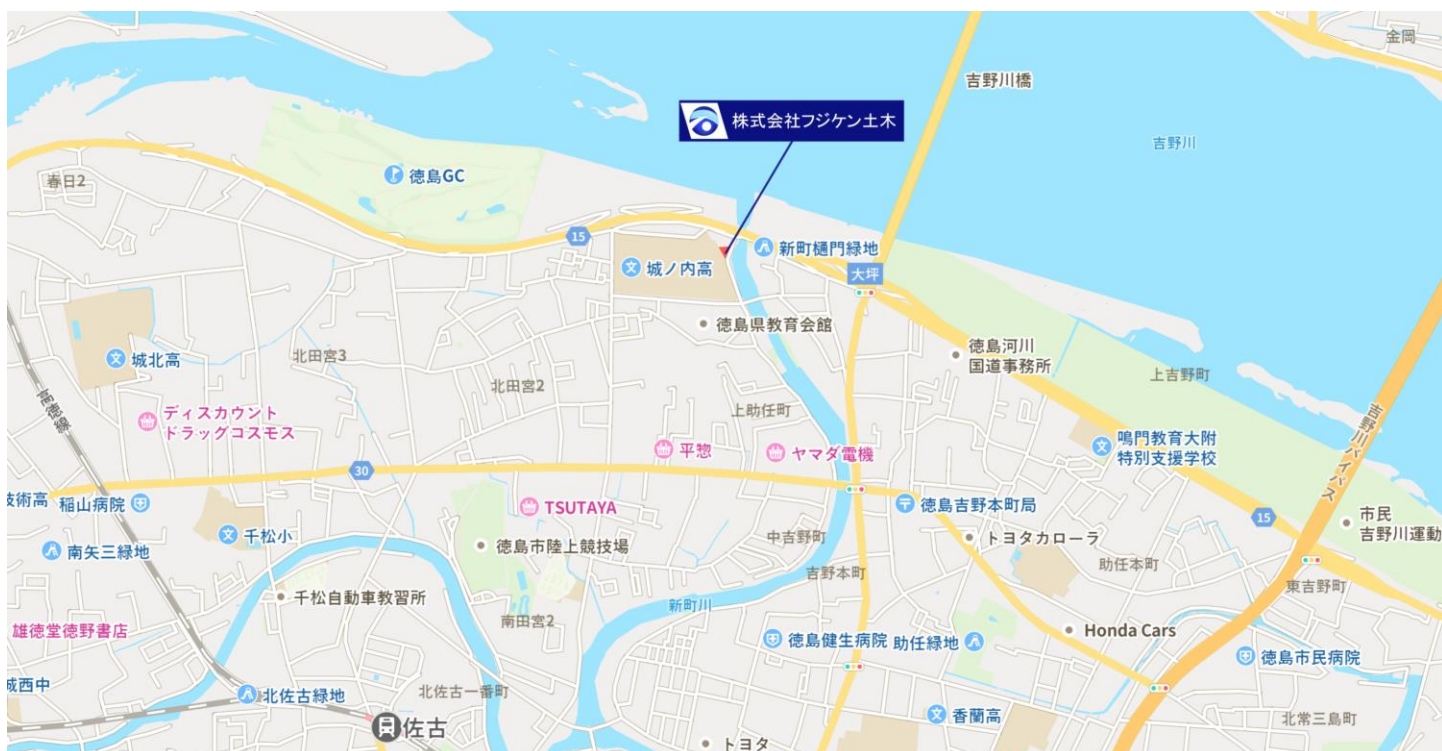 金岡
吉野川橋
株式会社フジケン土木
吉野川
徳島GC
春日2
15
新町樋門緑地
城ノ内高
大坪
徳島県教育会館
徳島河川
国道事務所
城北高
北田宮3
北田宮2
上吉野町
高徳線
ディスカウント
ドラッグコスモス
上助任町
吉野川バイパス
鳴門教育大附
特別支援学校
平惣
ヤマダ電機
30
技術高
稲山病院
TSUTAYA
徳島吉野本町局
15
市民
吉野川運動
千松小
南矢三緑地
徳島市陸上競技場
中吉野町
トヨタカローラ
吉野本町
助任本町
東吉野町
千松自動車教習所
新町川
南田宮2
雄徳堂徳野書店
徳島健生病院
助任緑地
Honda Cars
徳島市民病院
城西中
北佐古緑地
北佐古一番町
佐古
香蘭高
北常三島町
トヨタ